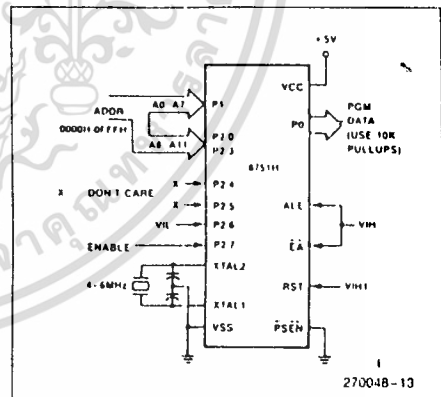 +5V
VCC
A0 A7
P1
ADDR
0000H-0FFFH
P0
PGM
DATA
(USE 10K
PULLUPS)
A8 A11
P2.0
P2.3
8751H
X DON'T CARE
X
P2.4
X
P2.5
ALE
VIL
P2.6
VIH
ENABLE
P2.7
EA
XTAL2
4-6MHz
RST
VIH1
XTAL1
VSS
PSEN
270048-13